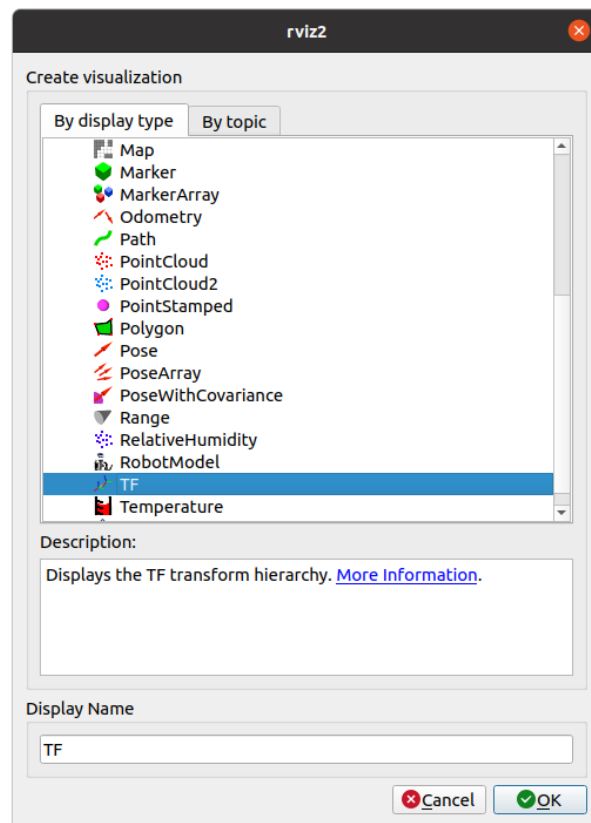 rviz2
Create visualization
By display type By topic
Map
Marker
MarkerArray
Odometry
Path
PointCloud
PointCloud2
PointStamped
Polygon
Pose
PoseArray
PoseWithCovariance
Range
RelativeHumidity
RobotModel
TF
Temperature
Description:
Displays the TF transform hierarchy. More Information.
Display Name
TF
Cancel OK